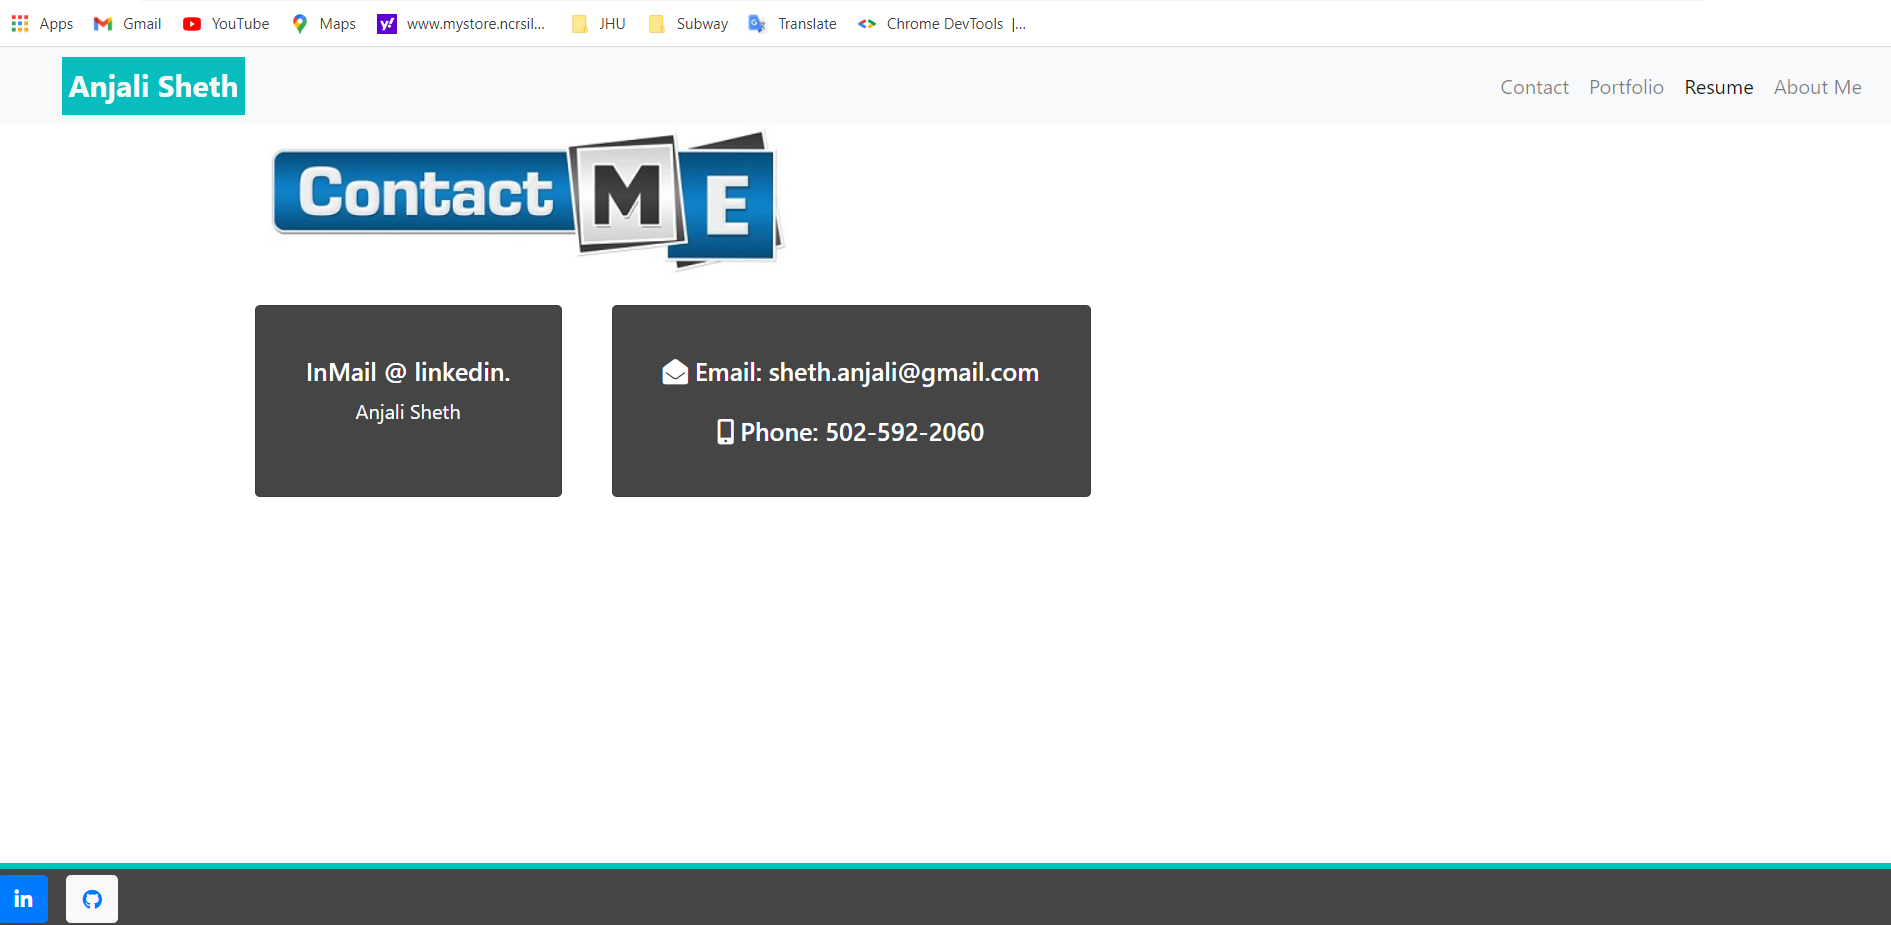 Apps Gmail YouTube Maps www.mystore.ncrsil... JHU Subway Translate Chrome DevTools |...
Anjali Sheth Contact Portfolio Resume About Me
Contact ME
InMail @ linkedin.
Anjali Sheth
Email: sheth.anjali@gmail.com
Phone: 502-592-2060
in